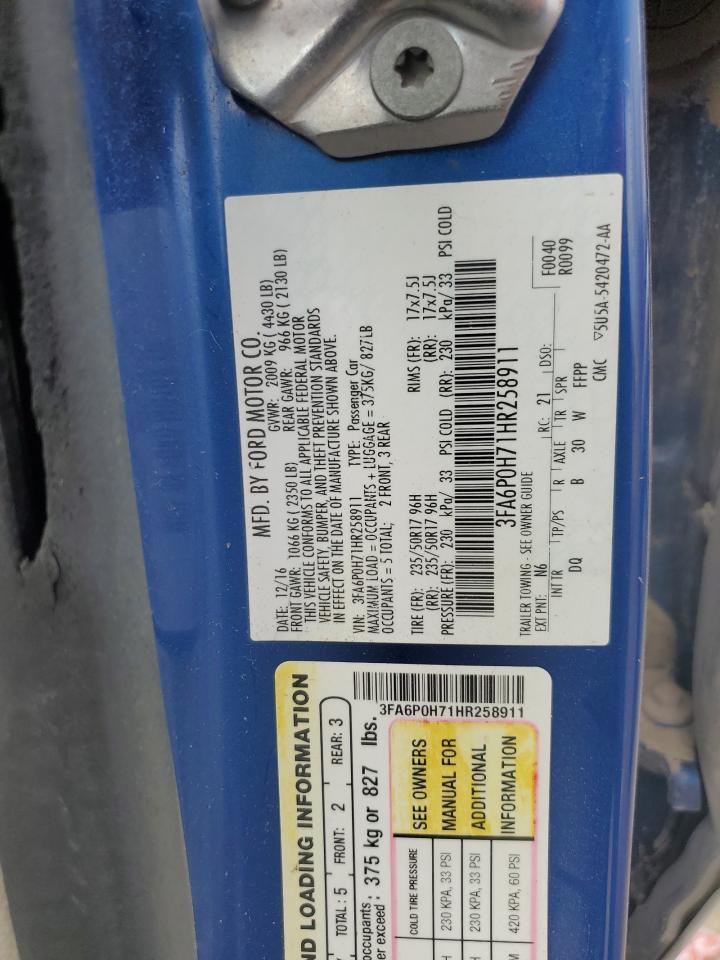 MFD. BY FORD MOTOR CO.
DATE: 12/16 GVWR: 2009 KG ( 4430 LB)
FRONT GAWR: 1066 KG ( 2350 LB) REAR GAWR: 966 KG ( 2130 LB)
THIS VEHICLE CONFORMS TO ALL APPLICABLE FEDERAL MOTOR
VEHICLE SAFETY, BUMPER, AND THEFT PREVENTION STANDARDS
IN EFFECT ON THE DATE OF MANUFACTURE SHOWN ABOVE.
VIN: 3FA6P0H71HR258911 TYPE: Passenger Car
MAXIMUM LOAD = OCCUPANTS + LUGGAGE = 375KG/ 827LB
OCCUPANTS = 5 TOTAL; 2 FRONT, 3 REAR
TIRE (FR): 235/50R17 96H RIMS (FR): 17x7.5J
(RR): 235/50R17 96H (RR): 17x7.5J
PRESSURE (FR): 230 kPa/ 33 PSI COLD (RR): 230 kPa/ 33 PSI COLD
3FA6P0H71HR258911
TRAILER TOWING - SEE OWNER GUIDE
EXT PNT: N6 RC: 21 DSO: F0040
R0099
INT TR TP/PS R AXLE TR SPR
DQ B 30 W FFPP
CMC ▽5U5A-5420472-AA
ND LOADING INFORMATION
TOTAL: 5 FRONT: 2 REAR: 3
occupants
er exceed: 375 kg or 827 lbs.
3FA6P0H71HR258911
COLD TIRE PRESSURE SEE OWNERS
230 KPA, 33 PSI MANUAL FOR
230 KPA, 33 PSI ADDITIONAL
420 KPA, 60 PSI INFORMATION